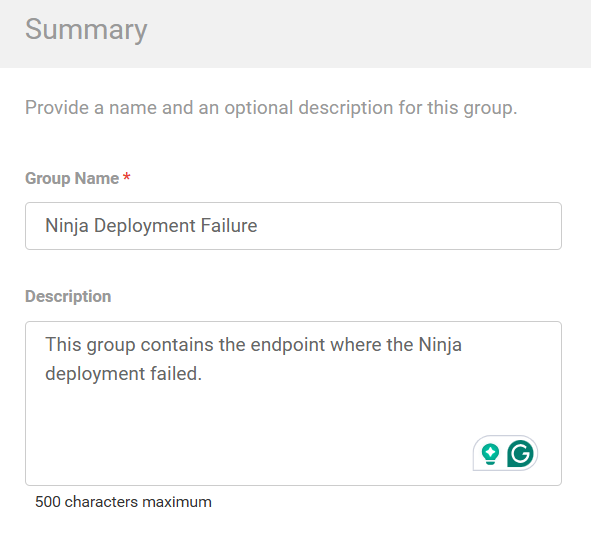 Summary
Provide a name and an optional description for this group.
Group Name *
Ninja Deployment Failure
Description
This group contains the endpoint where the Ninja
deployment failed.
500 characters maximum